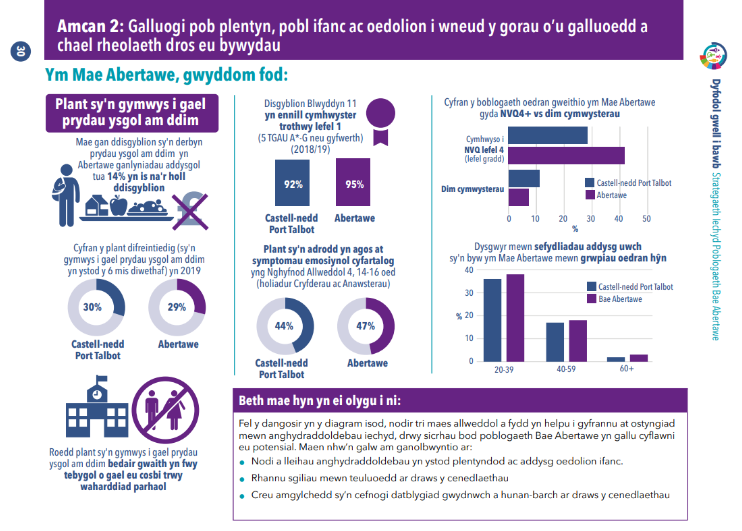 Amcan 2: Galluogi pob plentyn, pobl ifanc ac oedolion i wneud y gorau o'u galluoedd a
chael rheolaeth dros eu bywydau
30
Dyfodol gwell i bawb Strategaeth Iechyd Poblogaeth Bae Abertawe
Ym Mae Abertawe, gwyddom fod:
Plant sy'n gymwys i gael
prydau ysgol am ddim
Mae gan ddisgyblion sy'n derbyn
prydau ysgol am ddim yn
Abertawe ganlyniadau addysgol
tua 14% yn is na'r holl
ddisgyblion
£
Cyfran y plant difreintiedig (sy'n
gymwys i gael prydau ysgol am ddim
yn ystod y 6 mis diwethaf) yn 2019
30%
29%
Castell-nedd
Port Talbot
Abertawe
Roedd plant sy'n gymwys i gael prydau
ysgol am ddim bedair gwaith yn fwy
tebygol o gael eu cosbi trwy
waharddiad parhaol
Disgyblion Blwyddyn 11
yn ennill cymhwyster
trothwy lefel 1
(5 TGAU A*-G neu gyfwerth)
(2018/19)
92%
95%
Castell-nedd
Port Talbot
Abertawe
Plant sy'n adrodd yn agos at
symptomau emosiynol cyfartalog
yng Nghyfnod Allweddol 4, 14-16 oed
(holiadur Cryfderau ac Anawsterau)
44%
47%
Castell-nedd
Port Talbot
Abertawe
Cyfran y boblogaeth oedran gweithio ym Mae Abertawe
gyda NVQ4+ vs dim cymwysterau
Cymhwyso i
NVQ lefel 4
(lefel gradd)
Dim cymwysterau
Castell-nedd Port Talbot
Abertawe
0 10 20 30 40 50
%
Dysgwyr mewn sefydliadau addysg uwch
sy'n byw ym Mae Abertawe mewn grwpiau oedran hŷn
40
30
% 20
10
0
Castell-nedd Port Talbot
Bae Abertawe
20-39 40-59 60+
Beth mae hyn yn ei olygu i ni:
Fel y dangosir yn y diagram isod, nodir tri maes allweddol a fydd yn helpu i gyfrannu at ostyngiad
mewn anghydraddoldebau iechyd, drwy sicrhau bod poblogaeth Bae Abertawe yn gallu cyflawni
eu potensial. Maen nhw'n galw am ganolbwyntio ar:
• Nodi a lleihau anghydraddoldebau yn ystod plentyndod ac addysg oedolion ifanc.
• Rhannu sgiliau mewn teuluoedd ar draws y cenedlaethau
• Creu amgylchedd sy'n cefnogi datblygiad gwydnwch a hunan-barch ar draws y cenedlaethau